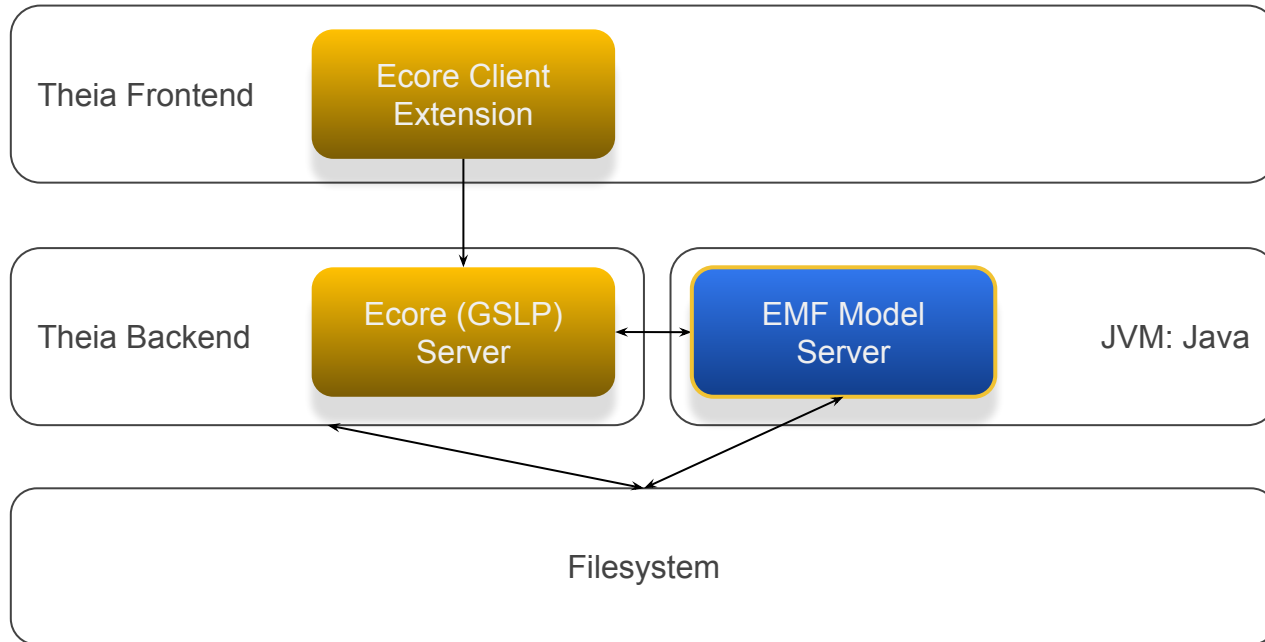 Theia Frontend
Ecore Client
Extension
Theia Backend
Ecore (GSLP)
Server
EMF Model
Server
JVM: Java
Filesystem